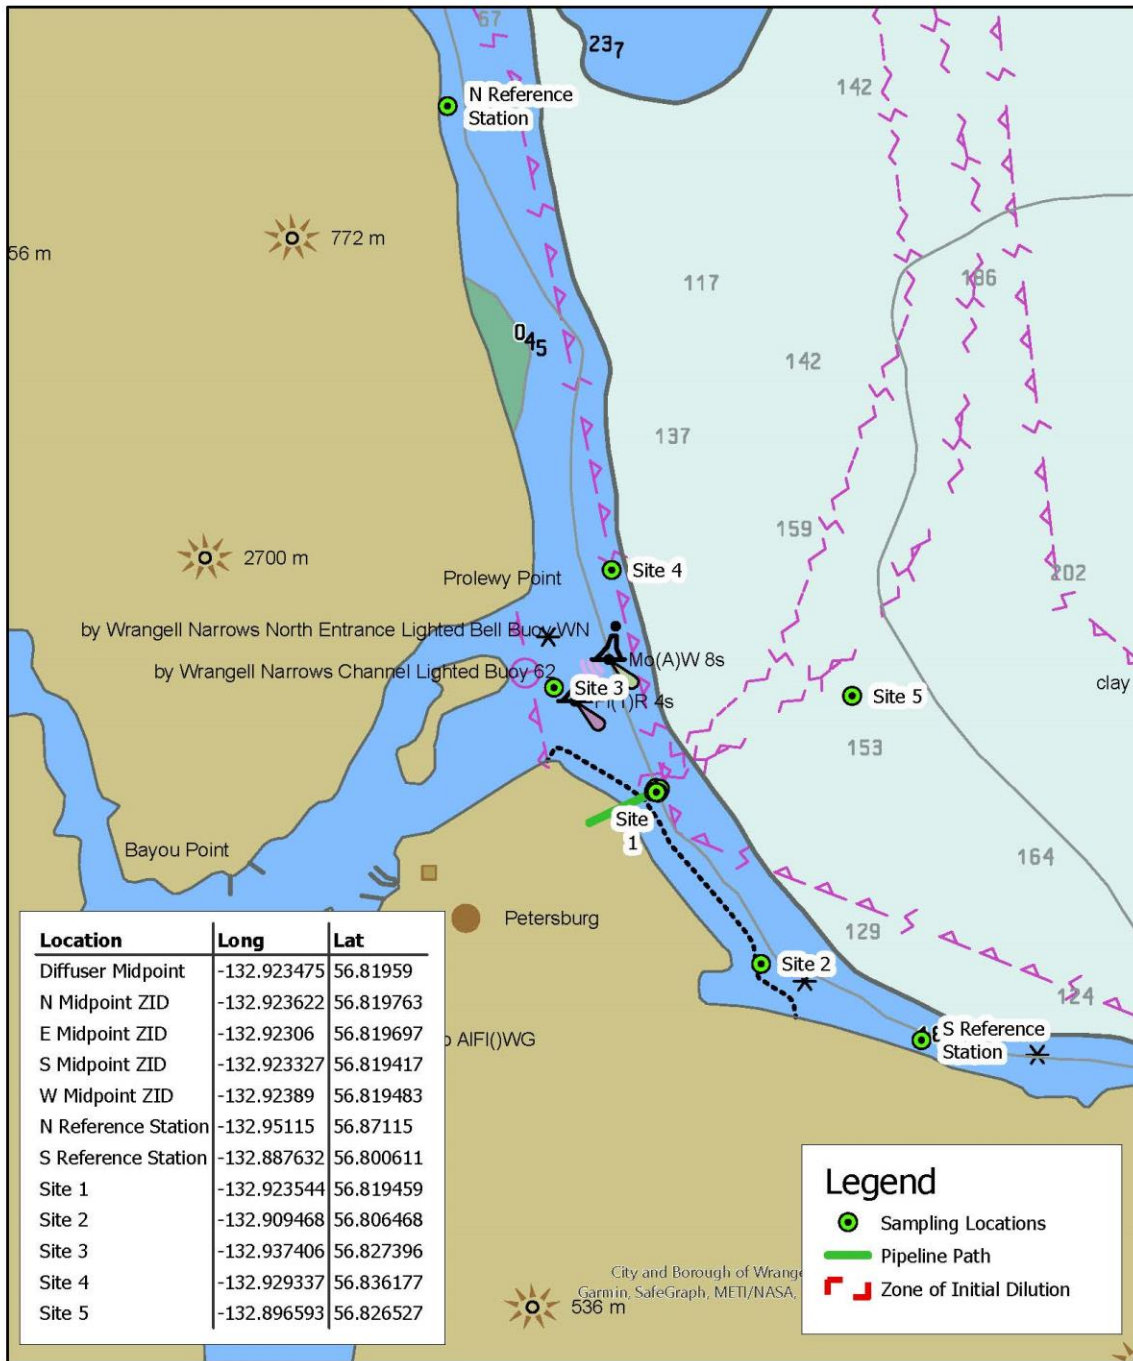 67
23₇
N Reference
Station
142
772 m
56 m
117
186
0₄₅
142
137
159
2700 m
Prolewy Point
Site 4
202
by Wrangell Narrows North Entrance Lighted Bell Buoy WN
by Wrangell Narrows Channel Lighted Buoy 62
Mo(A)W 8s
Site 3
Fl(1)R 4s
Site 5
clay
153
Site
1
Bayou Point
164
Petersburg
129
Site 2
124
S Reference
Station
AlFl()WG
Location Long Lat
Diffuser Midpoint -132.923475 56.81959
N Midpoint ZID -132.923622 56.819763
E Midpoint ZID -132.92306 56.819697
S Midpoint ZID -132.923327 56.819417
W Midpoint ZID -132.92389 56.819483
N Reference Station -132.95115 56.87115
S Reference Station -132.887632 56.800611
Site 1 -132.923544 56.819459
Site 2 -132.909468 56.806468
Site 3 -132.937406 56.827396
Site 4 -132.929337 56.836177
Site 5 -132.896593 56.826527
Legend
Sampling Locations
Pipeline Path
Zone of Initial Dilution
City and Borough of Wrange
Garmin, SafeGraph, METI/NASA,
536 m